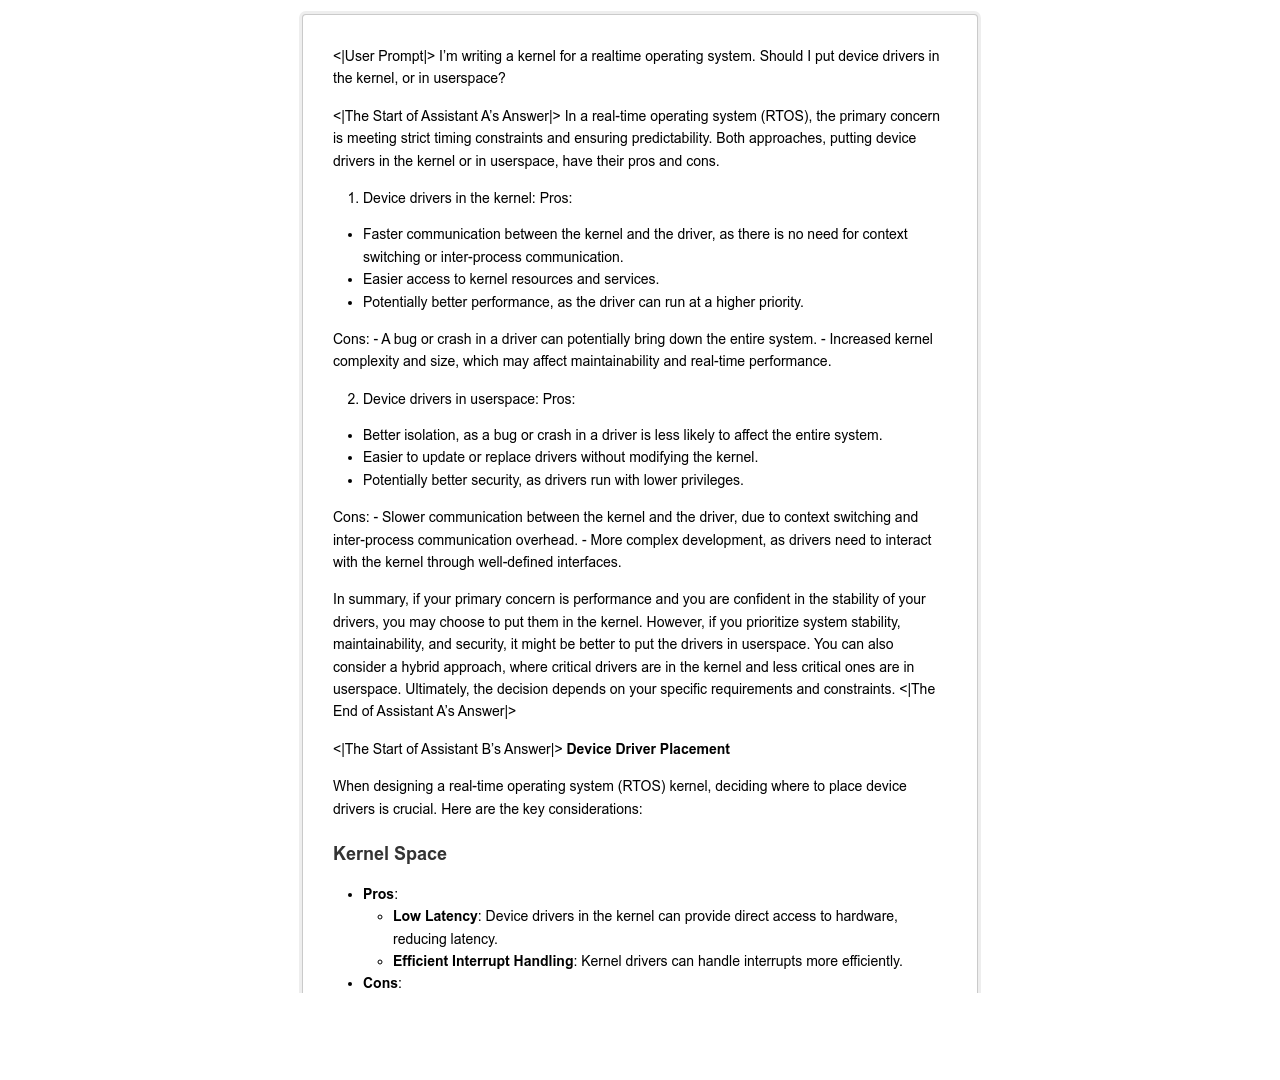 <|User Prompt|> I’m writing a kernel for a realtime operating system. Should I put device drivers in
the kernel, or in userspace?
<|The Start of Assistant A’s Answer|> In a real-time operating system (RTOS), the primary concern
is meeting strict timing constraints and ensuring predictability. Both approaches, putting device
drivers in the kernel or in userspace, have their pros and cons.
1. Device drivers in the kernel: Pros:
• Faster communication between the kernel and the driver, as there is no need for context
switching or inter-process communication.
• Easier access to kernel resources and services.
• Potentially better performance, as the driver can run at a higher priority.
Cons: - A bug or crash in a driver can potentially bring down the entire system. - Increased kernel
complexity and size, which may affect maintainability and real-time performance.
2. Device drivers in userspace: Pros:
• Better isolation, as a bug or crash in a driver is less likely to affect the entire system.
• Easier to update or replace drivers without modifying the kernel.
• Potentially better security, as drivers run with lower privileges.
Cons: - Slower communication between the kernel and the driver, due to context switching and
inter-process communication overhead. - More complex development, as drivers need to interact
with the kernel through well-defined interfaces.
In summary, if your primary concern is performance and you are confident in the stability of your
drivers, you may choose to put them in the kernel. However, if you prioritize system stability,
maintainability, and security, it might be better to put the drivers in userspace. You can also
consider a hybrid approach, where critical drivers are in the kernel and less critical ones are in
userspace. Ultimately, the decision depends on your specific requirements and constraints. <|The
End of Assistant A’s Answer|>
<|The Start of Assistant B’s Answer|> Device Driver Placement
When designing a real-time operating system (RTOS) kernel, deciding where to place device
drivers is crucial. Here are the key considerations:
Kernel Space
• Pros:
◦ Low Latency: Device drivers in the kernel can provide direct access to hardware,
reducing latency.
◦ Efficient Interrupt Handling: Kernel drivers can handle interrupts more efficiently.
• Cons: